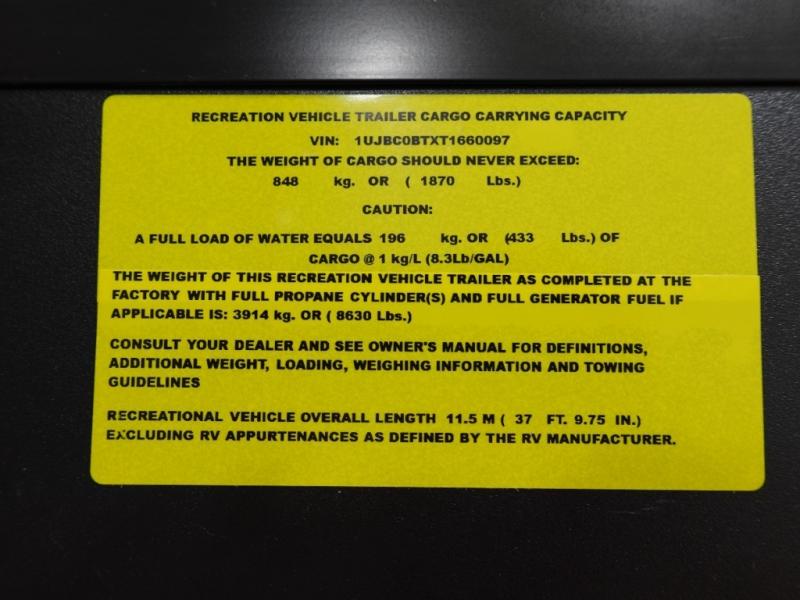 RECREATION VEHICLE TRAILER CARGO CARRYING CAPACITY
VIN: 1UJBC0BTXT1660097
THE WEIGHT OF CARGO SHOULD NEVER EXCEED:
848 kg. OR ( 1870 Lbs.)
CAUTION:
A FULL LOAD OF WATER EQUALS 196 kg. OR (433 Lbs.) OF
CARGO @ 1 kg/L (8.3Lb/GAL)
THE WEIGHT OF THIS RECREATION VEHICLE TRAILER AS COMPLETED AT THE
FACTORY WITH FULL PROPANE CYLINDER(S) AND FULL GENERATOR FUEL IF
APPLICABLE IS: 3914 kg. OR ( 8630 Lbs.)
CONSULT YOUR DEALER AND SEE OWNER'S MANUAL FOR DEFINITIONS,
ADDITIONAL WEIGHT, LOADING, WEIGHING INFORMATION AND TOWING
GUIDELINES
RECREATIONAL VEHICLE OVERALL LENGTH 11.5 M ( 37 FT. 9.75 IN.)
EXCLUDING RV APPURTENANCES AS DEFINED BY THE RV MANUFACTURER.